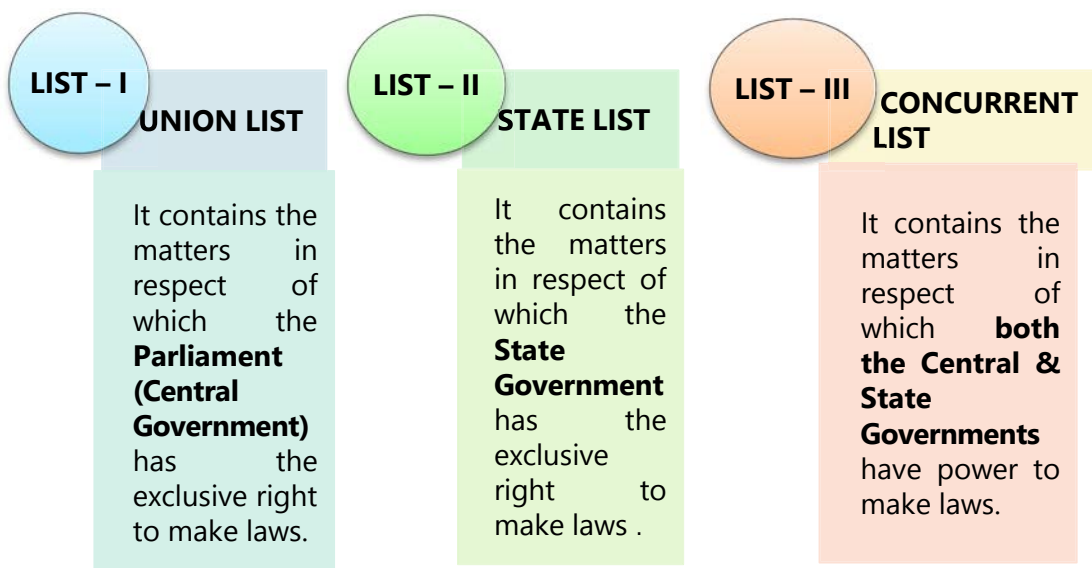 LIST – I
UNION LIST
It contains the
matters in
respect of
which the
Parliament
(Central
Government)
has the
exclusive right
to make laws.
LIST – II
STATE LIST
It contains
the matters
in respect of
which the
State
Government
has the
exclusive
right to
make laws .
LIST – III
CONCURRENT
LIST
It contains the
matters in
respect of
which both
the Central &
State
Governments
have power to
make laws.